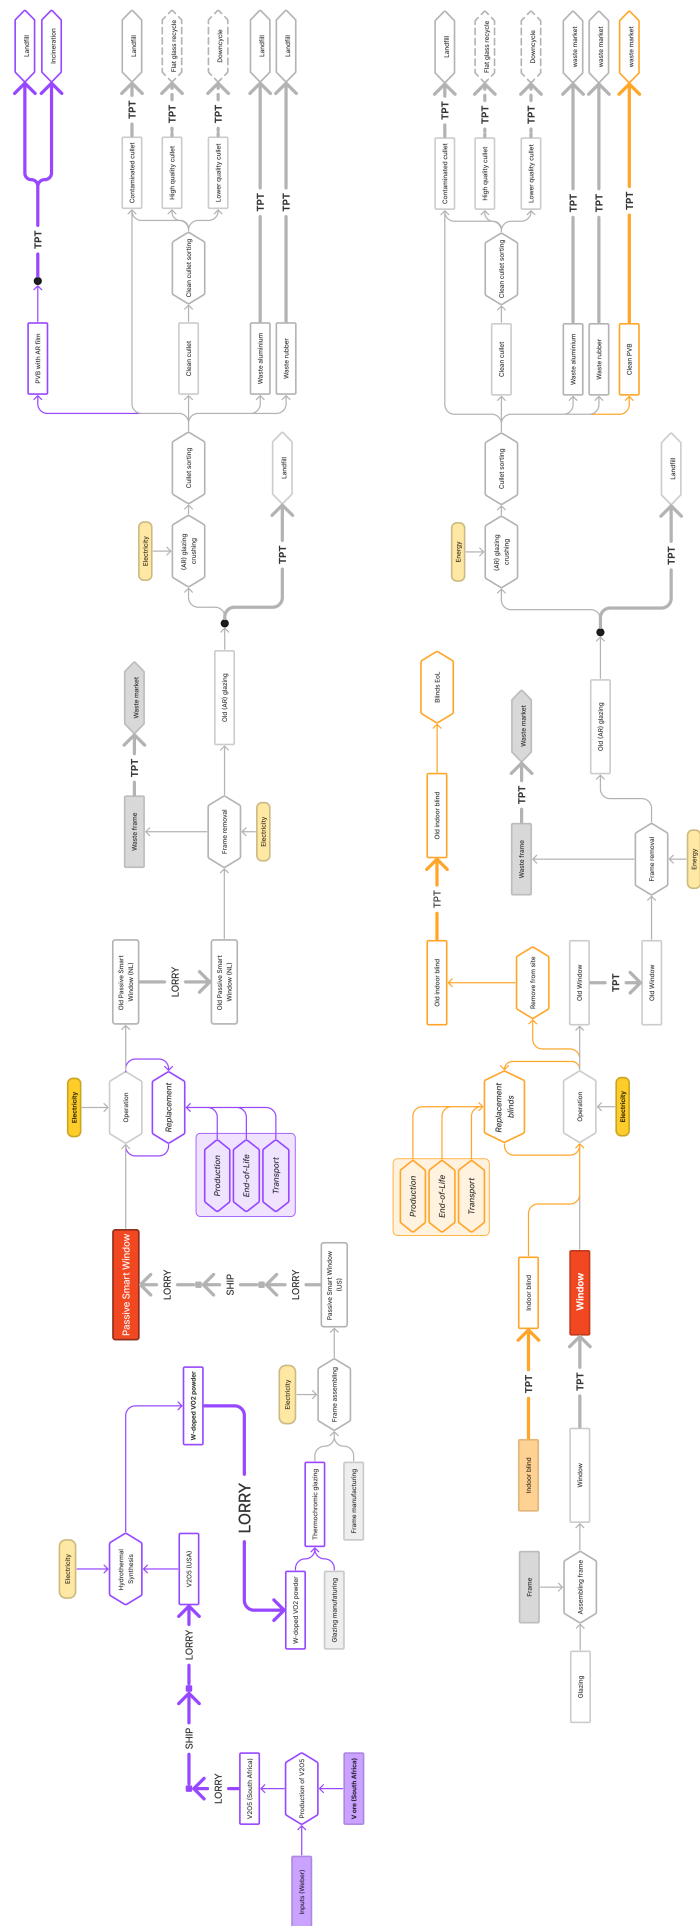 Inputs (Weber)
V ore (South Africa)
Production of V2O5
V2O5 (South Africa)
LORRY
SHIP
LORRY
V2O5 (USA)
Electricity
Hydrothermal
Synthesis
W-doped VO2 powder
LORRY
W-doped VO2 powder
Glazing manufaturing
Thermochromic glazing
Frame manufacturing
Electricity
Frame assembling
Passive Smart Window
(US)
LORRY
SHIP
LORRY
Passive Smart Window
Electricity
Operation
Replacement
Production
End-of-Life
Transport
Old Passive Smart
Window (NL)
LORRY
Old Passive Smart
Window (NL)
Frame removal
Electricity
Waste frame
TPT
Waste market
Old (AR) glazing
TPT
Landfill
Electricity
(AR) glazing
crushing
Cullet sorting
PVB with AR film
TPT
Landfill
Incineration
Clean cullet
Clean cullet sorting
Contaminated cullet
TPT
Landfill
High quality cullet
TPT
Flat glass recycle
Lower quality cullet
TPT
Downcycle
Waste aluminium
TPT
Landfill
Waste rubber
TPT
Landfill
Glazing
Frame
Assembling frame
Window
TPT
Window
Indoor blind
TPT
Indoor blind
Production
End-of-Life
Transport
Replacement
blinds
Operation
Electricity
Remove from site
Old indoor blind
TPT
Old indoor blind
Blinds EoL
Old Window
TPT
Old Window
Frame removal
Energy
Waste frame
TPT
Waste market
Old (AR) glazing
TPT
Landfill
Energy
(AR) glazing
crushing
Cullet sorting
Clean cullet
Clean cullet sorting
Contaminated cullet
TPT
Landfill
High quality cullet
TPT
Flat glass recycle
Lower quality cullet
TPT
Downcycle
Waste aluminium
TPT
waste market
Waste rubber
TPT
waste market
Clean PVB
TPT
waste market